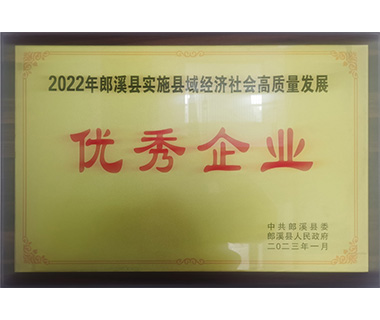 2022年郎溪县实施县域经济社会高质量发展
优秀企业
中共郎溪县委
郎溪县人民政府
二〇二三年一月